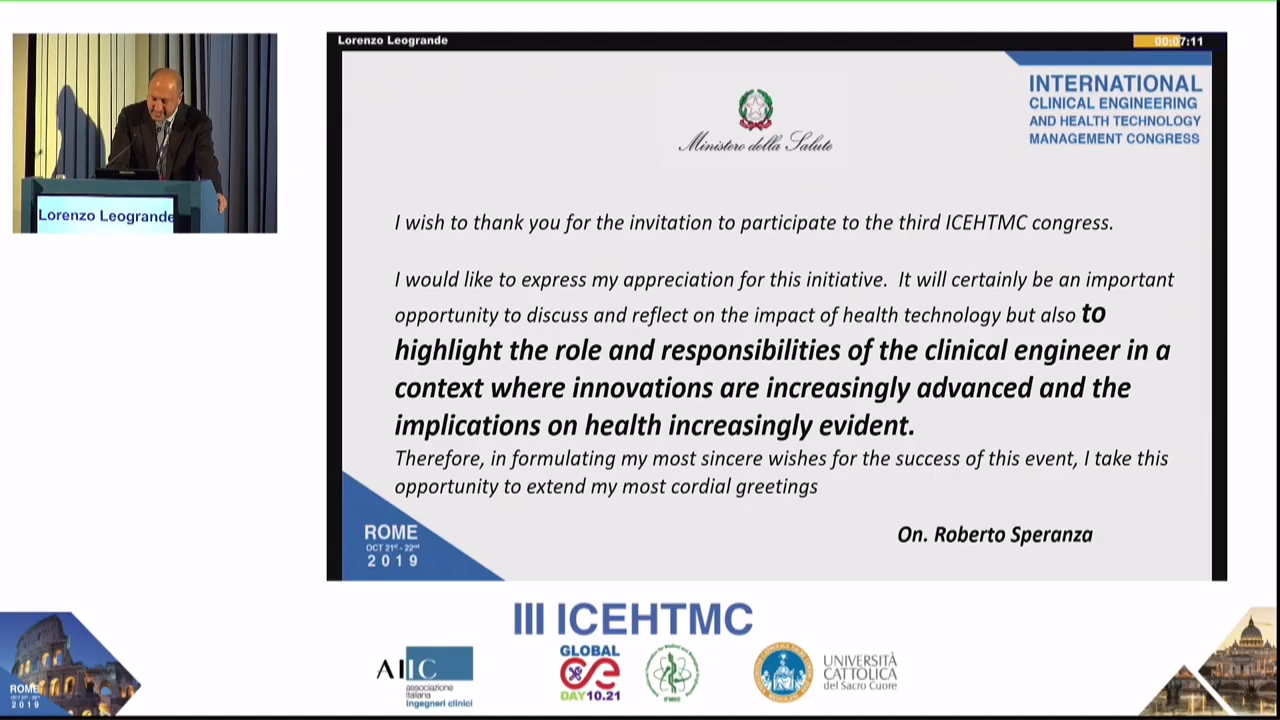 Lorenzo Leogrande
00:07:11
Lorenzo Leogrande
INTERNATIONAL
CLINICAL ENGINEERING
AND HEALTH TECHNOLOGY
MANAGEMENT CONGRESS
Ministero della Salute
I wish to thank you for the invitation to participate to the third ICEHTMC congress.
I would like to express my appreciation for this initiative. It will certainly be an important
opportunity to discuss and reflect on the impact of health technology but also to
highlight the role and responsibilities of the clinical engineer in a
context where innovations are increasingly advanced and the
implications on health increasingly evident.
Therefore, in formulating my most sincere wishes for the success of this event, I take this
opportunity to extend my most cordial greetings
On. Roberto Speranza
ROME
OCT 21st - 22nd
2019
III ICEHTMC
AIIC
associazione
italiana
ingegneri clinici
GLOBAL
CE
DAY 10.21
IFMBE
UNIVERSITÀ
CATTOLICA
del Sacro Cuore
ROME
2019